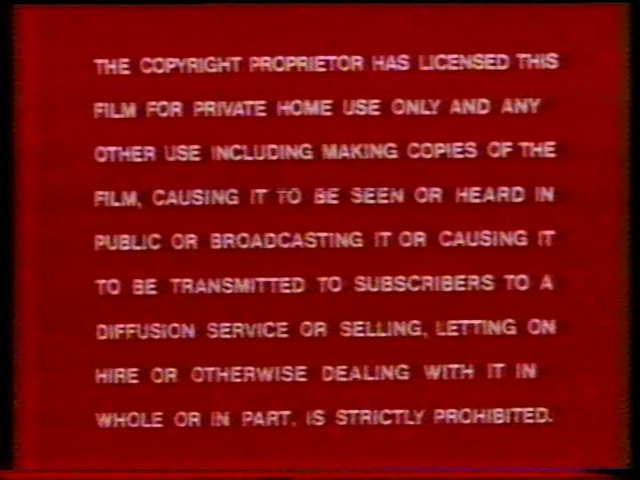 THE COPYRIGHT PROPRIETOR HAS LICENSED THIS
FILM FOR PRIVATE HOME USE ONLY AND ANY
OTHER USE INCLUDING MAKING COPIES OF THE
FILM, CAUSING IT TO BE SEEN OR HEARD IN
PUBLIC OR BROADCASTING IT OR CAUSING IT
TO BE TRANSMITTED TO SUBSCRIBERS TO A
DIFFUSION SERVICE OR SELLING, LETTING ON
HIRE OR OTHERWISE DEALING WITH IT IN
WHOLE OR IN PART, IS STRICTLY PROHIBITED.